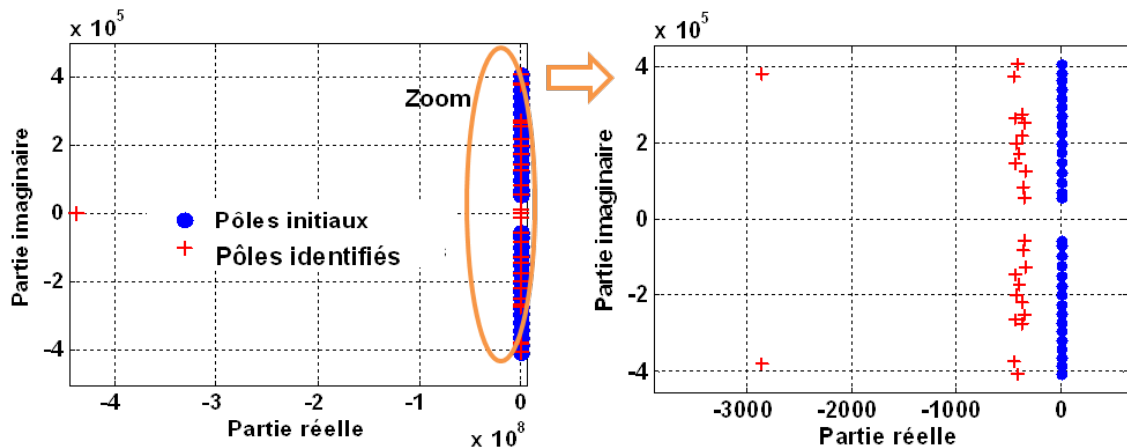 x 10^5
4
2
0
-2
-4
Partie imaginaire
Zoom
Pôles initiaux
Pôles identifiés
-4
-3
-2
-1
0
Partie réelle
x 10^8
x 10^5
4
2
0
-2
-4
Partie imaginaire
-3000
-2000
-1000
0
Partie réelle